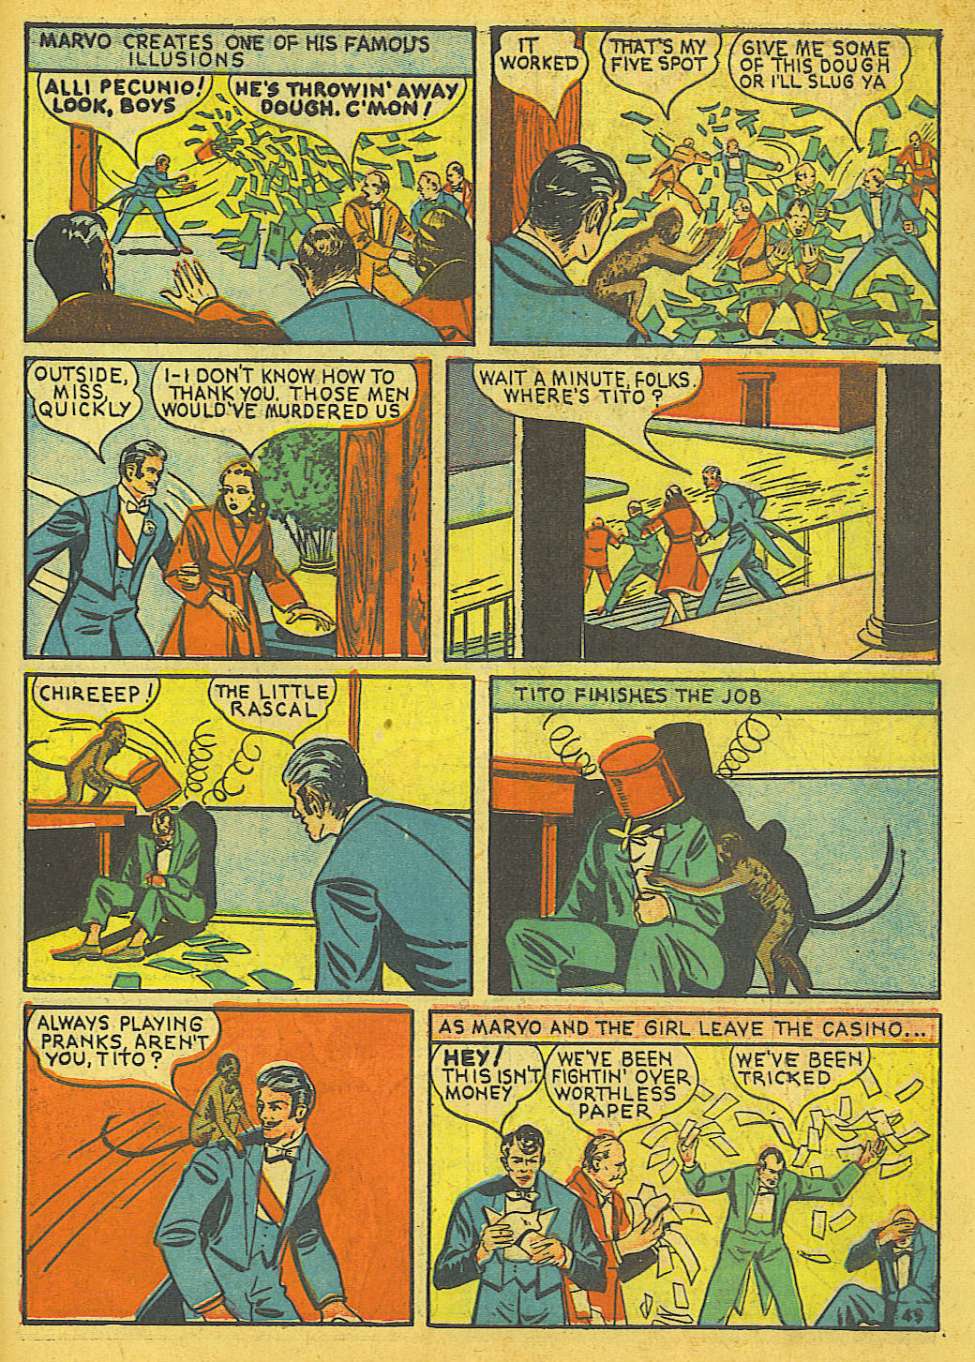 MARVO CREATES ONE OF HIS FAMOUS
ILLUSIONS
ALLI PECUNIO!
LOOK, BOYS
HE'S THROWIN' AWAY
DOUGH. C'MON!
IT
WORKED
THAT'S MY
FIVE SPOT
GIVE ME SOME
OF THIS DOUGH
OR I'LL SLUG YA
OUTSIDE,
MISS,
QUICKLY
I-I DON'T KNOW HOW TO
THANK YOU. THOSE MEN
WOULD'VE MURDERED US
WAIT A MINUTE, FOLKS.
WHERE'S TITO?
CHIREEEP!
THE LITTLE
RASCAL
TITO FINISHES THE JOB
ALWAYS PLAYING
PRANKS, AREN'T
YOU, TITO?
AS MARVO AND THE GIRL LEAVE THE CASINO...
HEY!
THIS ISN'T
MONEY
WE'VE BEEN
FIGHTIN' OVER
WORTHLESS
PAPER
WE'VE BEEN
TRICKED
49